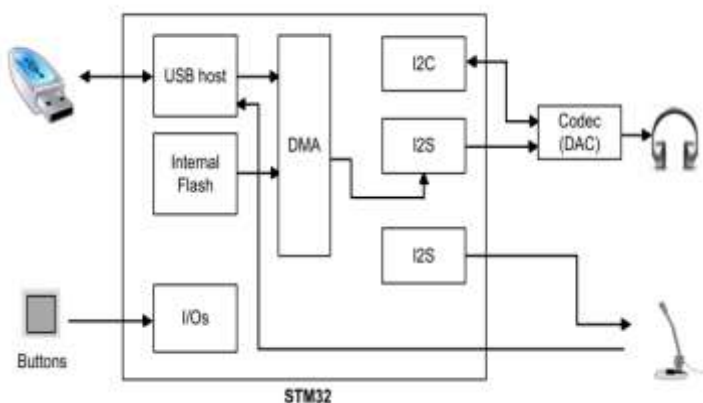 USB host
DMA
I2C
Internal
Flash
I2S
Codec
(DAC)
I2S
I/Os
Buttons
STM32